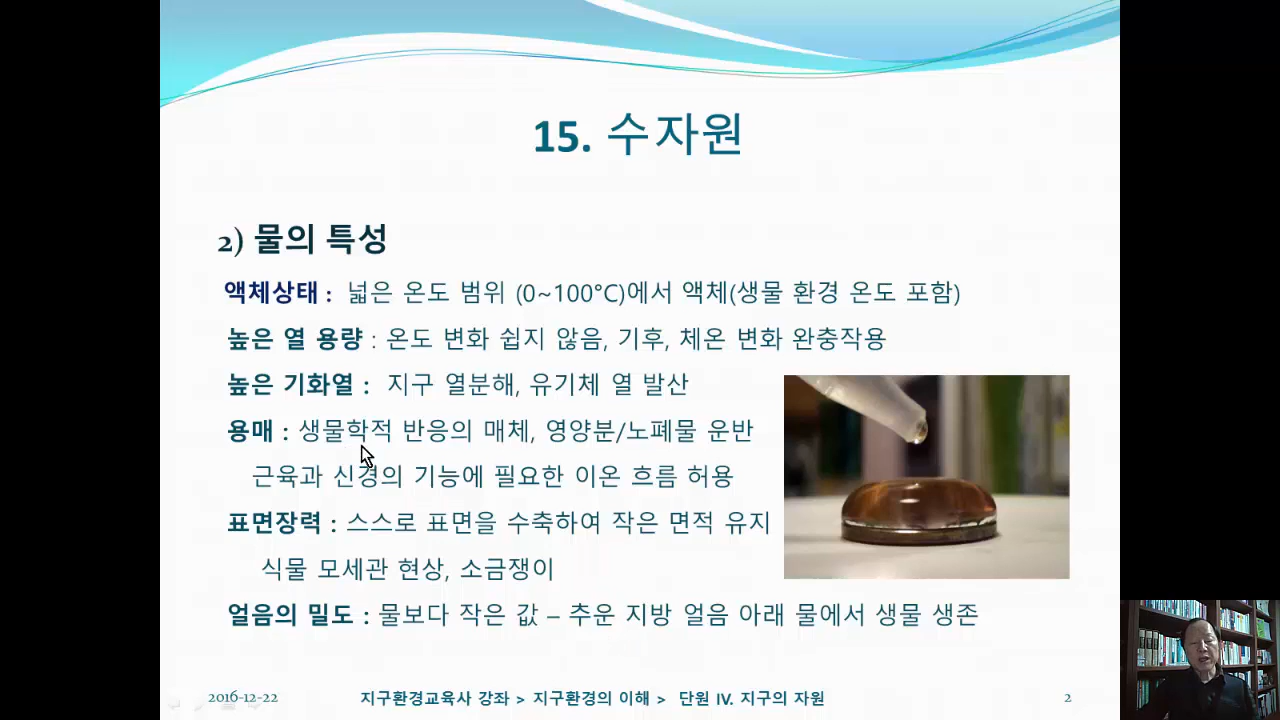 15. 수자원
2) 물의 특성
액체상태 : 넓은 온도 범위 (0~100°C)에서 액체(생물 환경 온도 포함)
높은 열 용량 : 온도 변화 쉽지 않음, 기후, 체온 변화 완충작용
높은 기화열 : 지구 열분해, 유기체 열 발산
용매 : 생물학적 반응의 매체, 영양분/노폐물 운반
근육과 신경의 기능에 필요한 이온 흐름 허용
표면장력 : 스스로 표면을 수축하여 작은 면적 유지
식물 모세관 현상, 소금쟁이
얼음의 밀도 : 물보다 작은 값 – 추운 지방 얼음 아래 물에서 생물 생존
2016-12-22 지구환경교육사 강좌 > 지구환경의 이해 > 단원 IV. 지구의 자원 2